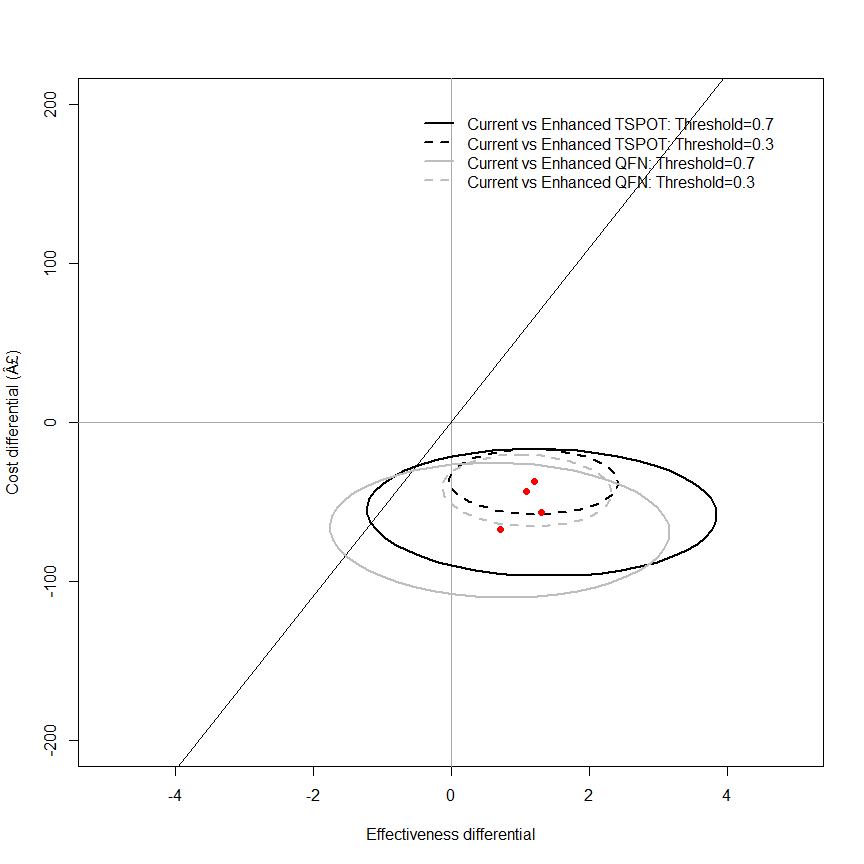 Current vs Enhanced TSPOT: Threshold=0.7
Current vs Enhanced TSPOT: Threshold=0.3
Current vs Enhanced QFN: Threshold=0.7
Current vs Enhanced QFN: Threshold=0.3
Cost differential (Â£)
200
100
0
-100
-200
-4
-2
0
2
4
Effectiveness differential